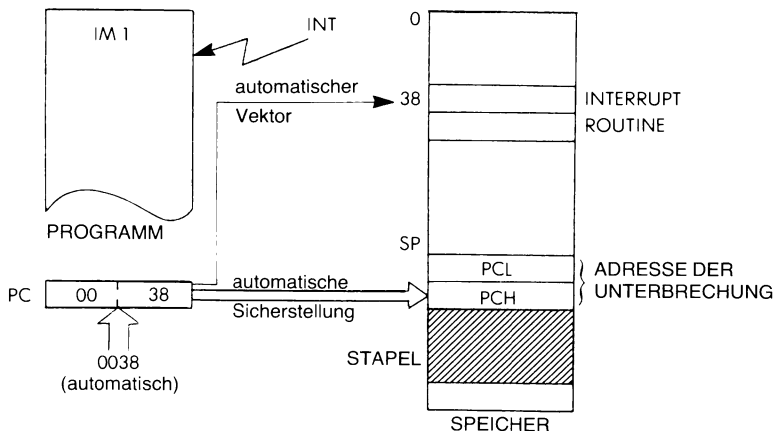 IM 1
INT
PROGRAMM
automatischer
Vektor
PC
00
38
automatische
Sicherstellung
0038
(automatisch)
0
38
INTERRUPT
ROUTINE
SP
PCL
PCH
ADRESSE DER
UNTERBRECHUNG
STAPEL
SPEICHER